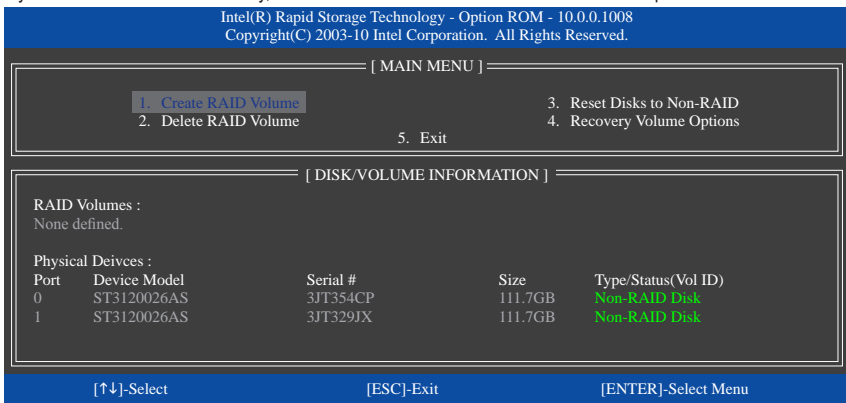 Intel(R) Rapid Storage Technology - Option ROM - 10.0.0.1008
Copyright(C) 2003-10 Intel Corporation. All Rights Reserved.
[ MAIN MENU ]
1. Create RAID Volume 3. Reset Disks to Non-RAID
2. Delete RAID Volume 4. Recovery Volume Options
5. Exit
[ DISK/VOLUME INFORMATION ]
RAID Volumes :
None defined.
Physical Deivces :
Port Device Model Serial # Size Type/Status(Vol ID)
0 ST3120026AS 3JT354CP 111.7GB Non-RAID Disk
1 ST3120026AS 3JT329JX 111.7GB Non-RAID Disk
[↑↓]-Select [ESC]-Exit [ENTER]-Select Menu